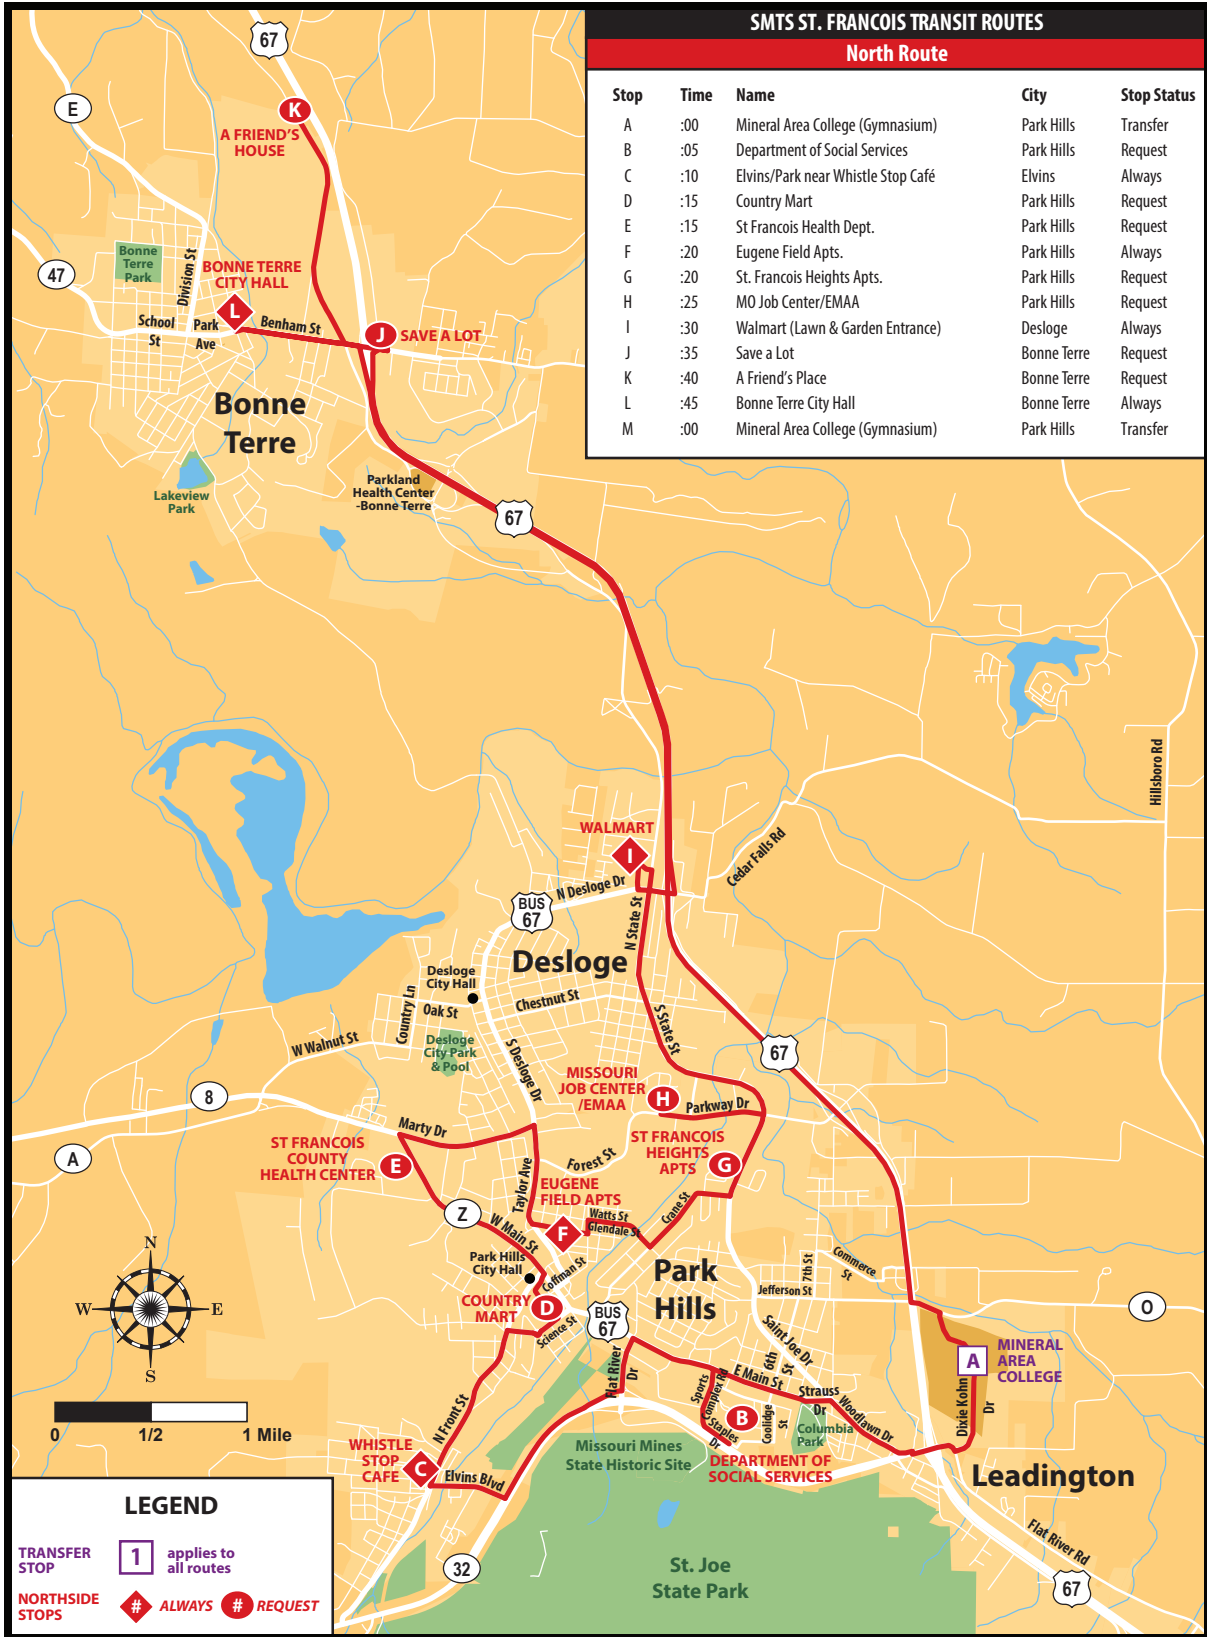 SMTS ST. FRANCOIS TRANSIT ROUTES
North Route
Stop Time Name City Stop Status
A :00 Mineral Area College (Gymnasium) Park Hills Transfer
B :05 Department of Social Services Park Hills Request
C :10 Elvins/Park near Whistle Stop Café Elvins Always
D :15 Country Mart Park Hills Request
E :15 St Francois Health Dept. Park Hills Request
F :20 Eugene Field Apts. Park Hills Always
G :20 St. Francois Heights Apts. Park Hills Request
H :25 MO Job Center/EMAA Park Hills Request
I :30 Walmart (Lawn & Garden Entrance) Desloge Always
J :35 Save a Lot Bonne Terre Request
K :40 A Friend's Place Bonne Terre Request
L :45 Bonne Terre City Hall Bonne Terre Always
M :00 Mineral Area College (Gymnasium) Park Hills Transfer
67
E
K
A FRIEND'S
HOUSE
Bonne
Terre
Park
47
Division St
BONNE TERRE
CITY HALL
L
School
St
Park
Ave
Benham St
J
SAVE A LOT
Bonne
Terre
Lakeview
Park
Parkland
Health Center
-Bonne Terre
67
Hillsboro Rd
WALMART
I
Cedar Falls Rd
N Desloge Dr
BUS
67
N State St
Desloge
Desloge
City Hall
Country Ln
Oak St
Chestnut St
S State St
W Walnut St
Desloge
City Park
& Pool
S Desloge Dr
67
MISSOURI
JOB CENTER
/EMAA
H
Parkway Dr
8
A
Marty Dr
ST FRANCOIS
COUNTY
HEALTH CENTER
E
ST FRANCOIS
HEIGHTS
APTS
G
Forest St
Taylor Ave
EUGENE
FIELD APTS
F
Z
W Main St
Watts St
Glendale St
Crane St
Park Hills
City Hall
Coffman St
COUNTRY
MART
D
Science St
Park
Hills
BUS
67
Commerce
St
7th St
Jefferson St
O
Saint Joe Dr
6th
St
Flat River
Dr
E Main St
Sports
Complex Rd
Staples
Dr
B
Coolidge
St
Strauss
Dr
Woodlawn Dr
Columbia
Park
A
MINERAL
AREA
COLLEGE
Dixie Kohn
Dr
N
W E
S
0 1/2 1 Mile
N Front St
WHISTLE
STOP
CAFE
C
Elvins Blvd
Missouri Mines
State Historic Site
DEPARTMENT OF
SOCIAL SERVICES
Leadington
Flat River Rd
67
32
St. Joe
State Park
LEGEND
TRANSFER
STOP
1
applies to
all routes
NORTHSIDE
STOPS
# ALWAYS # REQUEST